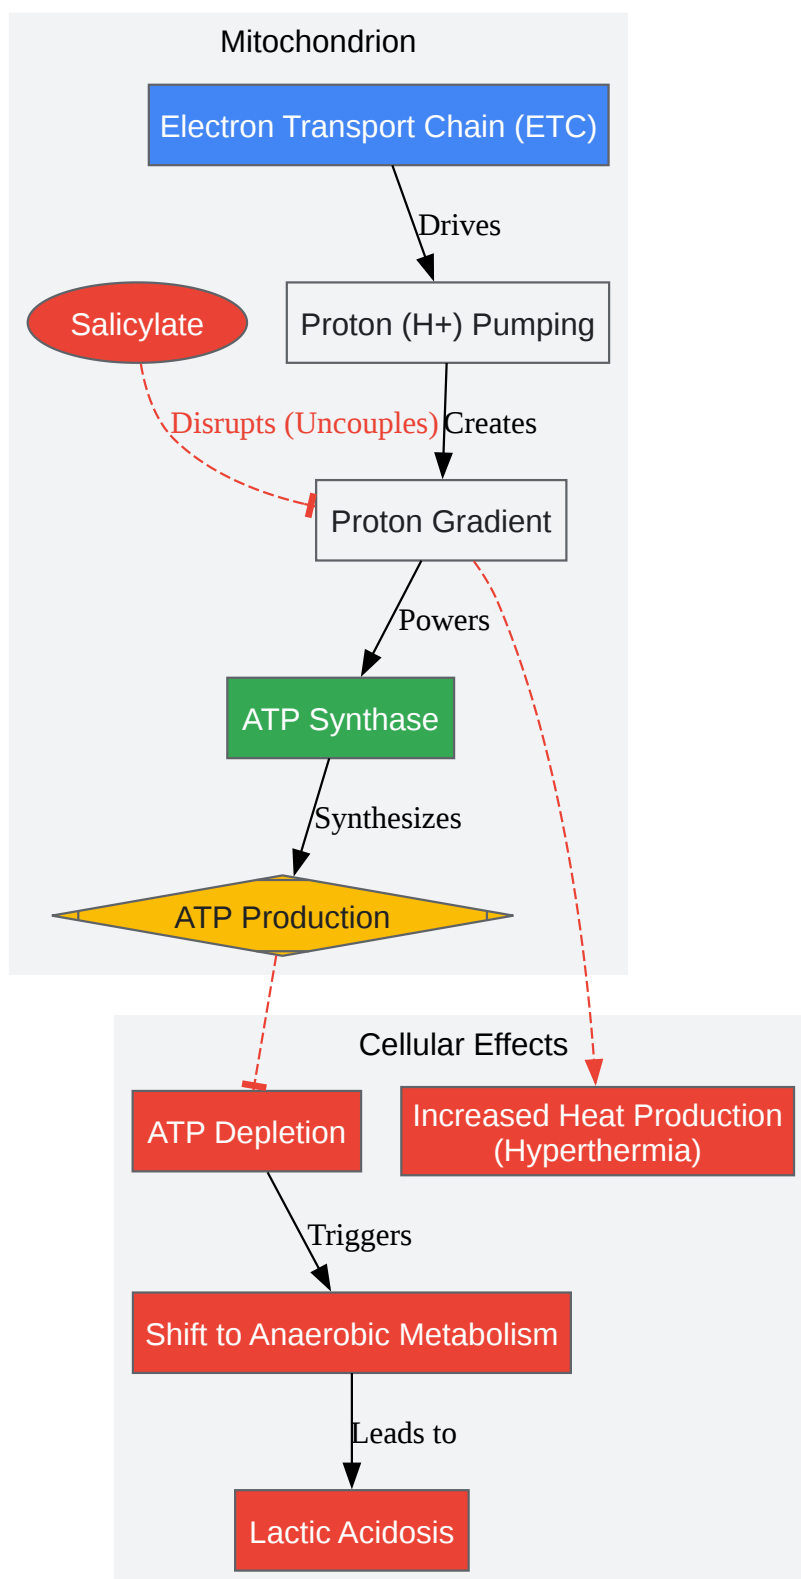 Mitochondrion
Electron Transport Chain (ETC)
Drives
Salicylate
Proton (H+) Pumping
Disrupts (Uncouples)
Creates
Proton Gradient
Powers
ATP Synthase
Synthesizes
ATP Production
Cellular Effects
ATP Depletion
Increased Heat Production
(Hyperthermia)
Triggers
Shift to Anaerobic Metabolism
Leads to
Lactic Acidosis